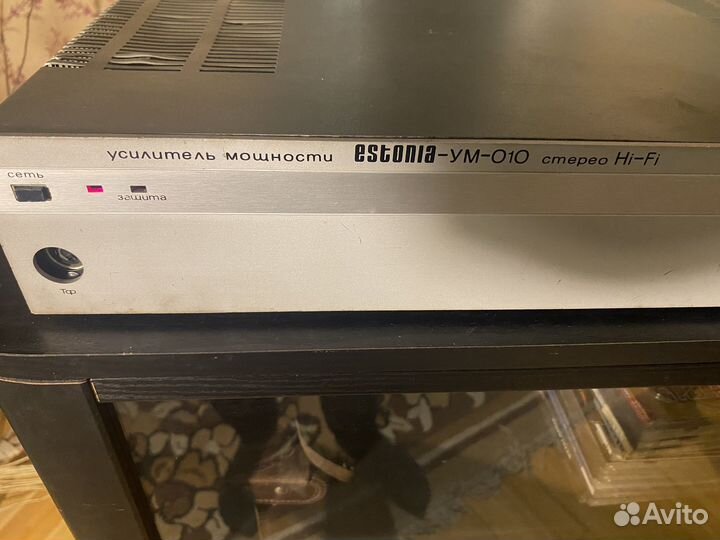 усилитель мощности estonia-УМ-010 стерео Hi-Fi
сеть
защита
Тф
Avito